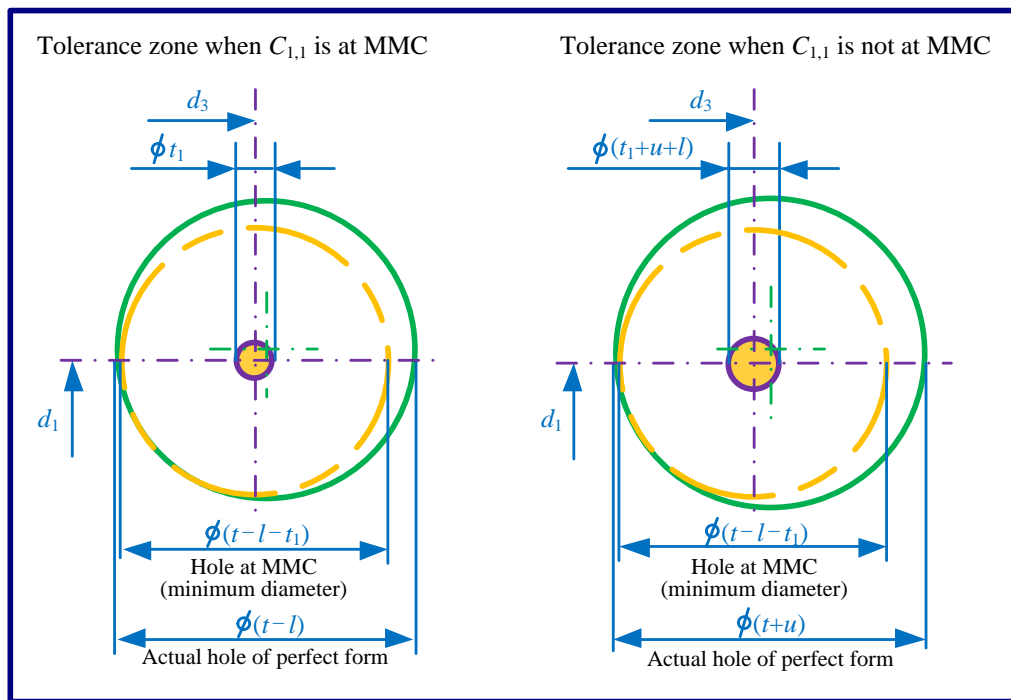 Tolerance zone when C1,1 is at MMC
d3
ϕt1
d1
ϕ(t−l−t1)
Hole at MMC
(minimum diameter)
ϕ(t−l)
Actual hole of perfect form
Tolerance zone when C1,1 is not at MMC
d3
ϕ(t1+u+l)
d1
ϕ(t−l−t1)
Hole at MMC
(minimum diameter)
ϕ(t+u)
Actual hole of perfect form